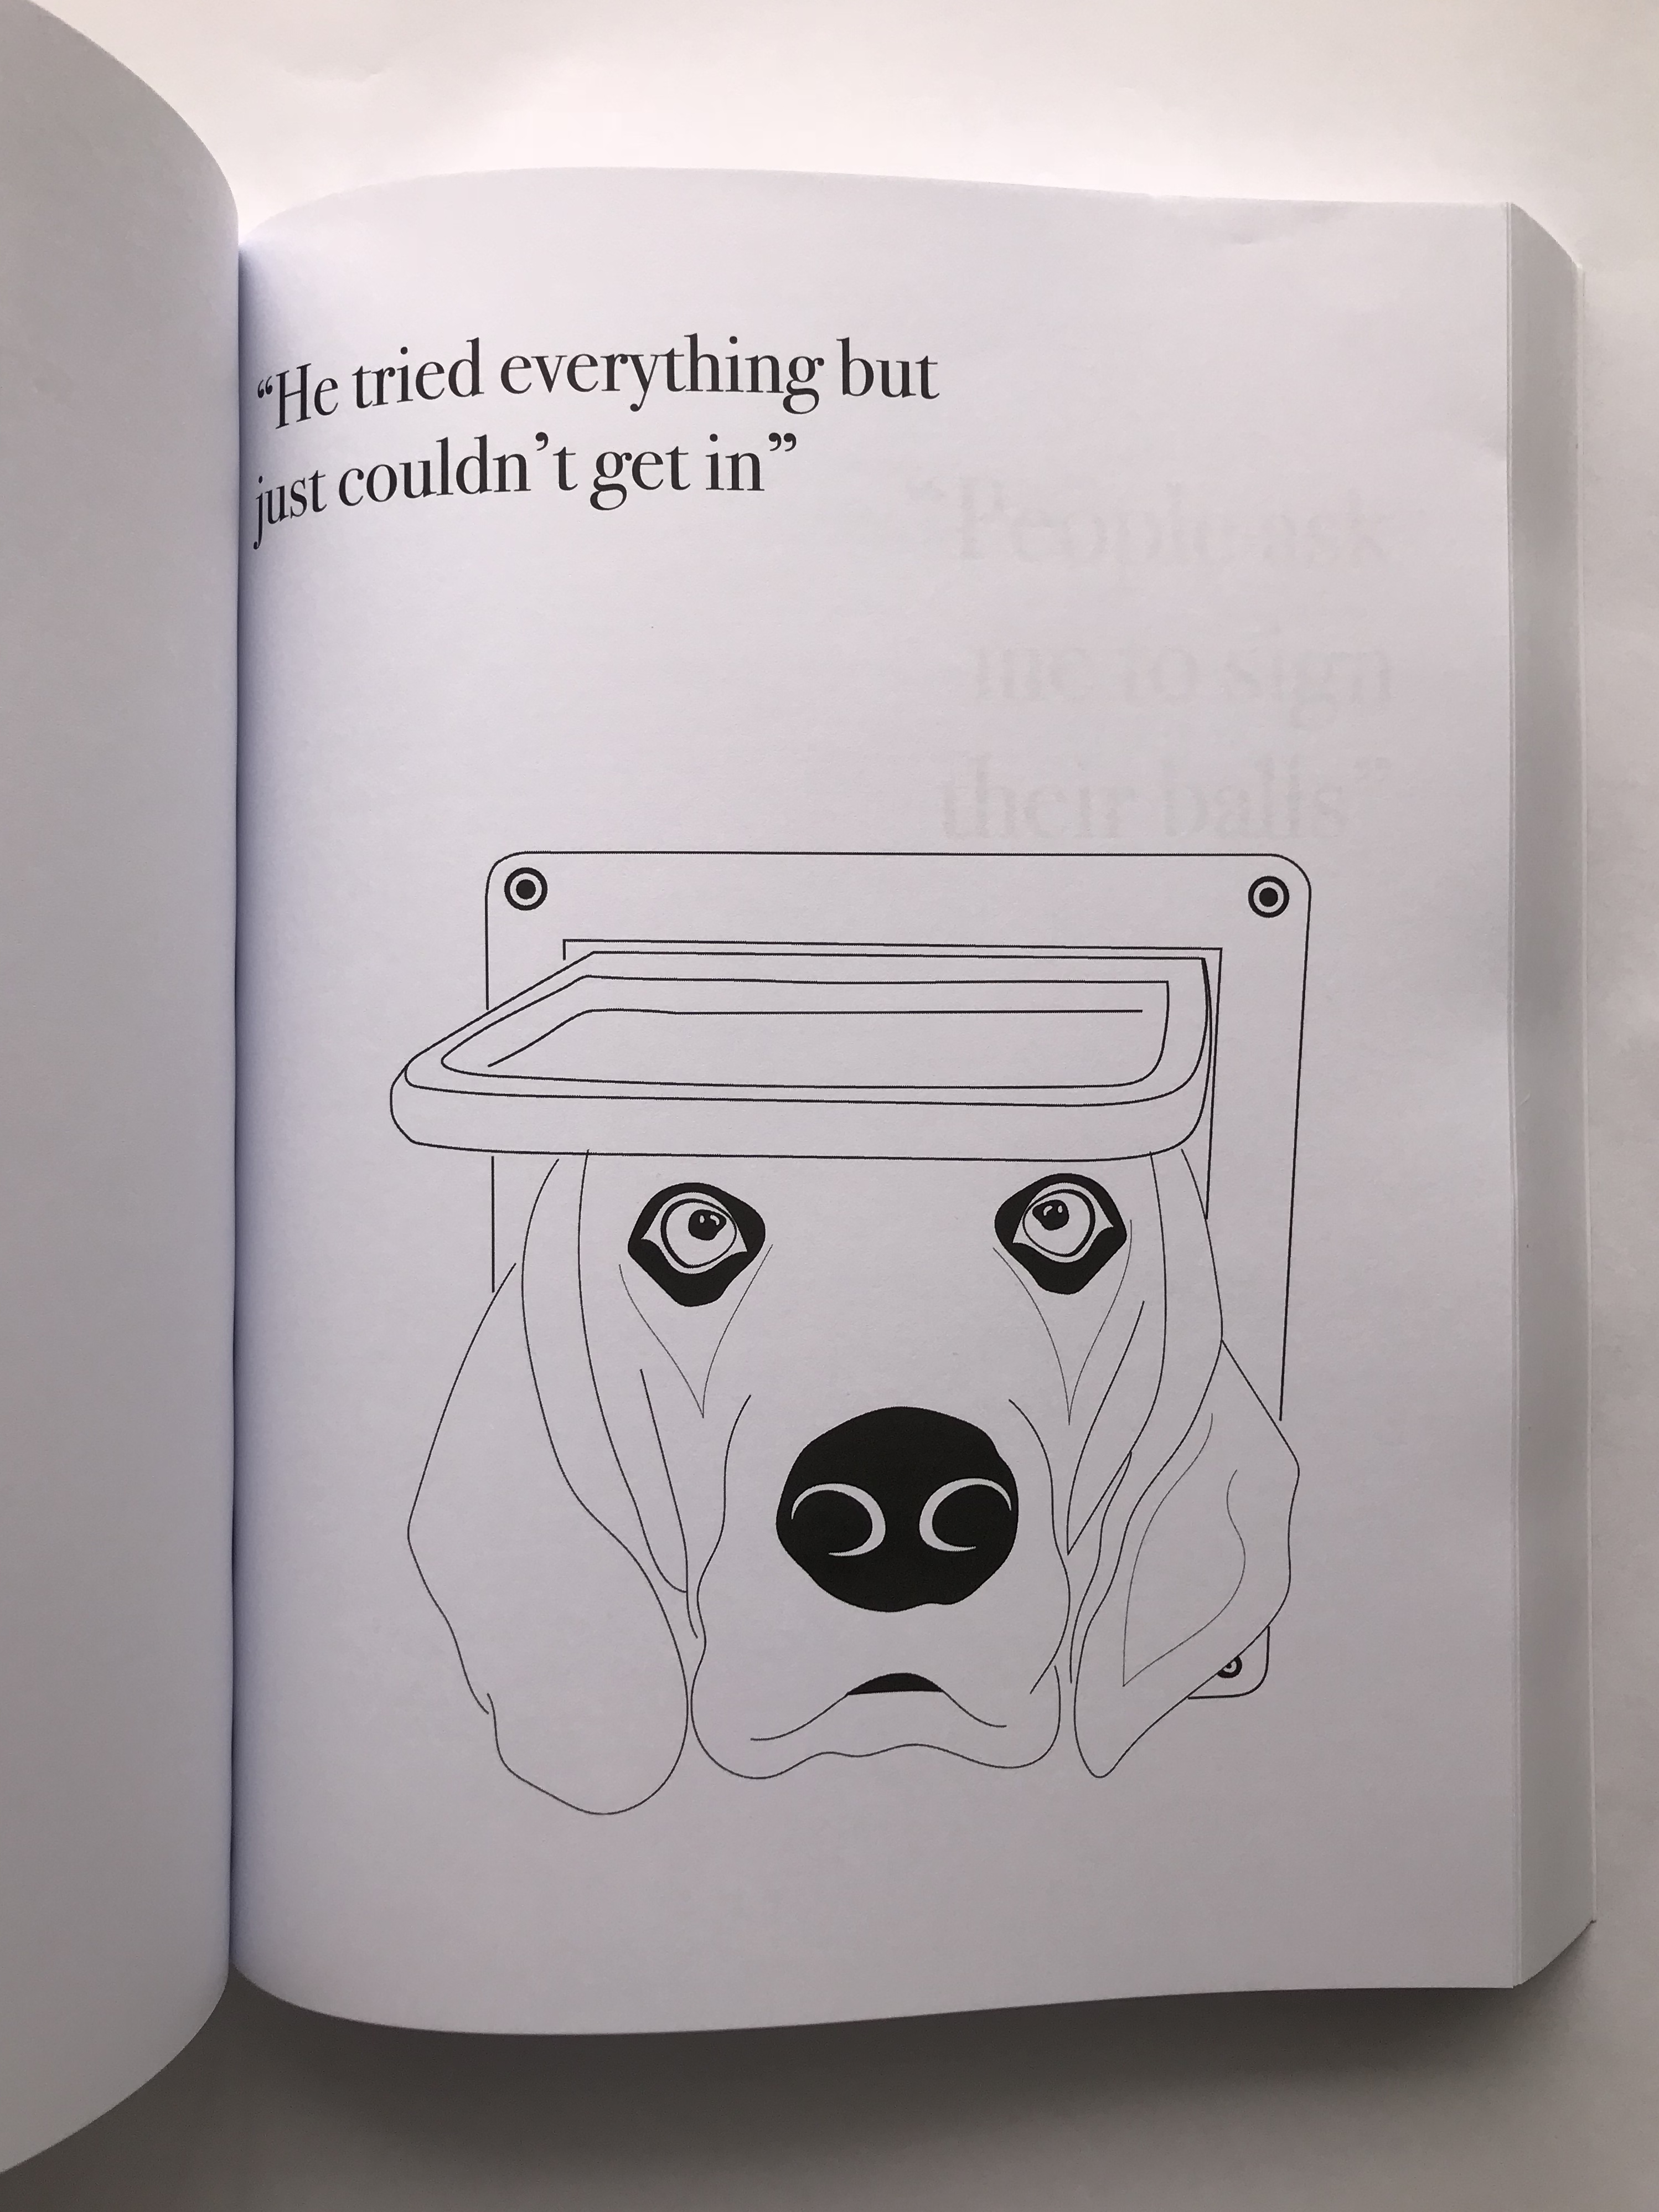 “He tried everything but
just couldn’t get in”
“People ask
me to sign
their balls”